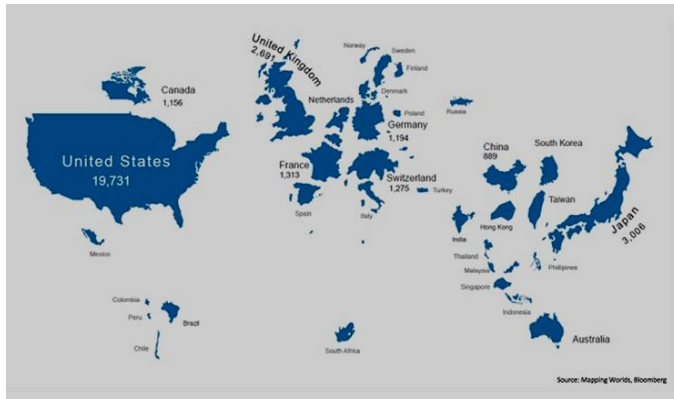 United Kingdom
2,691
Norway
Sweden
Finland
Denmark
Netherlands
Poland
Russia
Canada
1,156
Germany
1,194
United States
19,731
France
1,313
Switzerland
1,275
Turkey
Spain
Italy
China
889
South Korea
Taiwan
Japan
3,006
India
Hong Kong
Thailand
Malaysia
Philipines
Singapore
Indonesia
Mexico
Colombia
Peru
Brazil
Chile
South Africa
Australia
Source: Mapping Worlds, Bloomberg